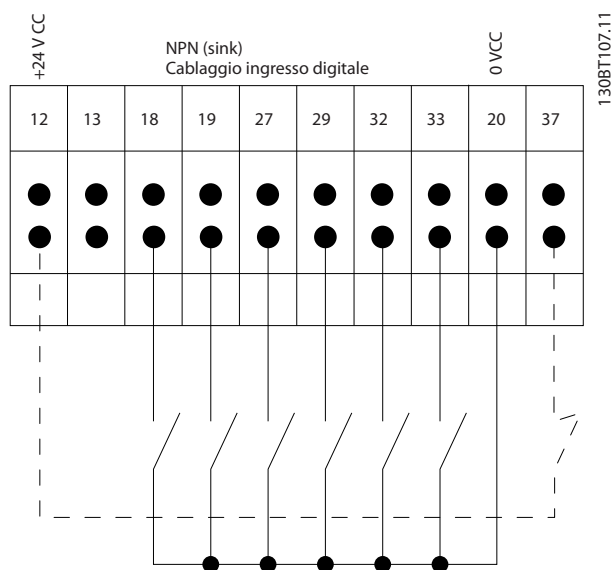 +24 V CC
NPN (sink)
Cablaggio ingresso digitale
0 VCC
130BT107.11
12 13 18 19 27 29 32 33 20 37